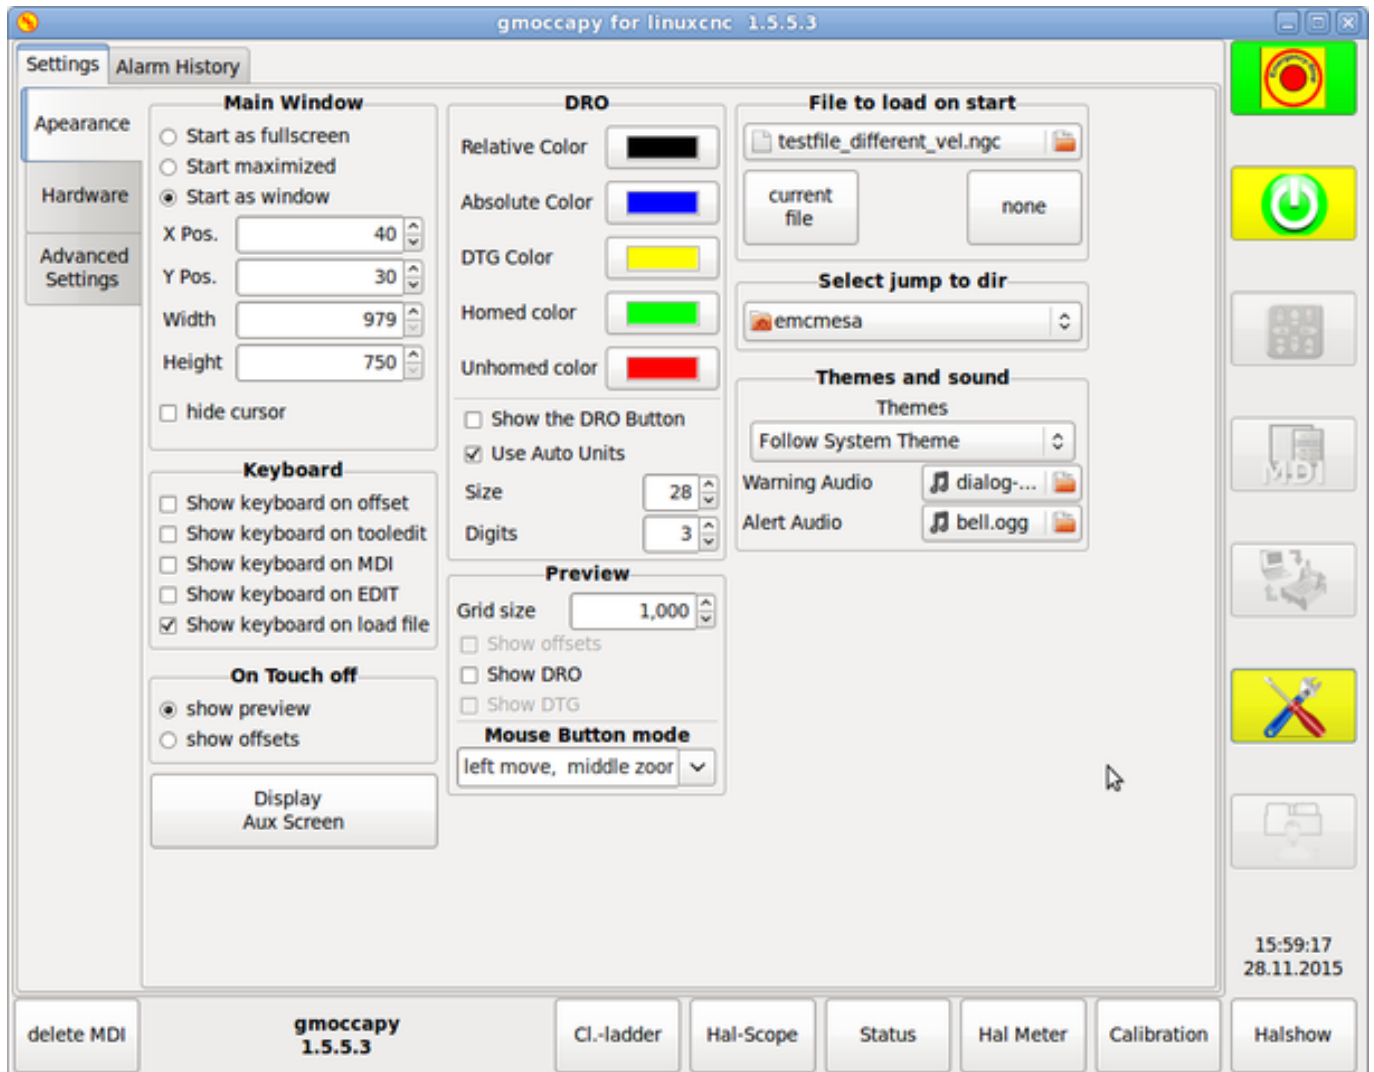 gmoccapy for linuxcnc 1.5.5.3
Settings
Alarm History
Apearance
Hardware
Advanced
Settings
Main Window
Start as fullscreen
Start maximized
Start as window
X Pos. 40
Y Pos. 30
Width 979
Height 750
hide cursor
Keyboard
Show keyboard on offset
Show keyboard on tooledit
Show keyboard on MDI
Show keyboard on EDIT
Show keyboard on load file
On Touch off
show preview
show offsets
Display
Aux Screen
DRO
Relative Color
Absolute Color
DTG Color
Homed color
Unhomed color
Show the DRO Button
Use Auto Units
Size 28
Digits 3
Preview
Grid size 1,000
Show offsets
Show DRO
Show DTG
Mouse Button mode
left move, middle zoor
File to load on start
testfile_different_vel.ngc
current
file
none
Select jump to dir
emcmesa
Themes and sound
Themes
Follow System Theme
Warning Audio dialog-...
Alert Audio bell.ogg
MDI
15:59:17
28.11.2015
delete MDI
gmoccapy
1.5.5.3
Cl.-ladder
Hal-Scope
Status
Hal Meter
Calibration
Halshow